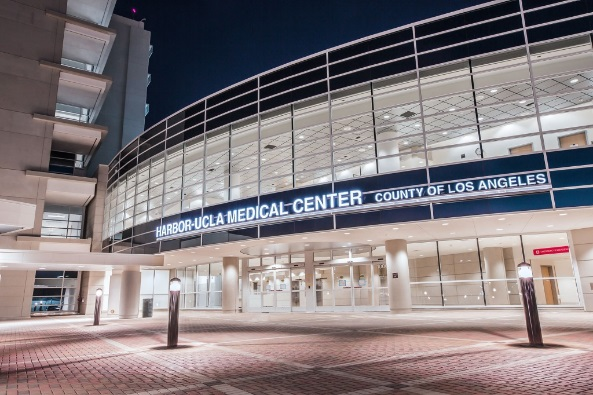 HARBOR-UCLA MEDICAL CENTER COUNTY OF LOS ANGELES